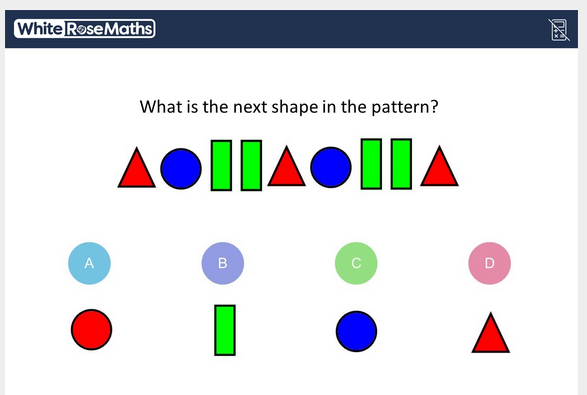 WhiteRoseMaths
What is the next shape in the pattern?
A B C D